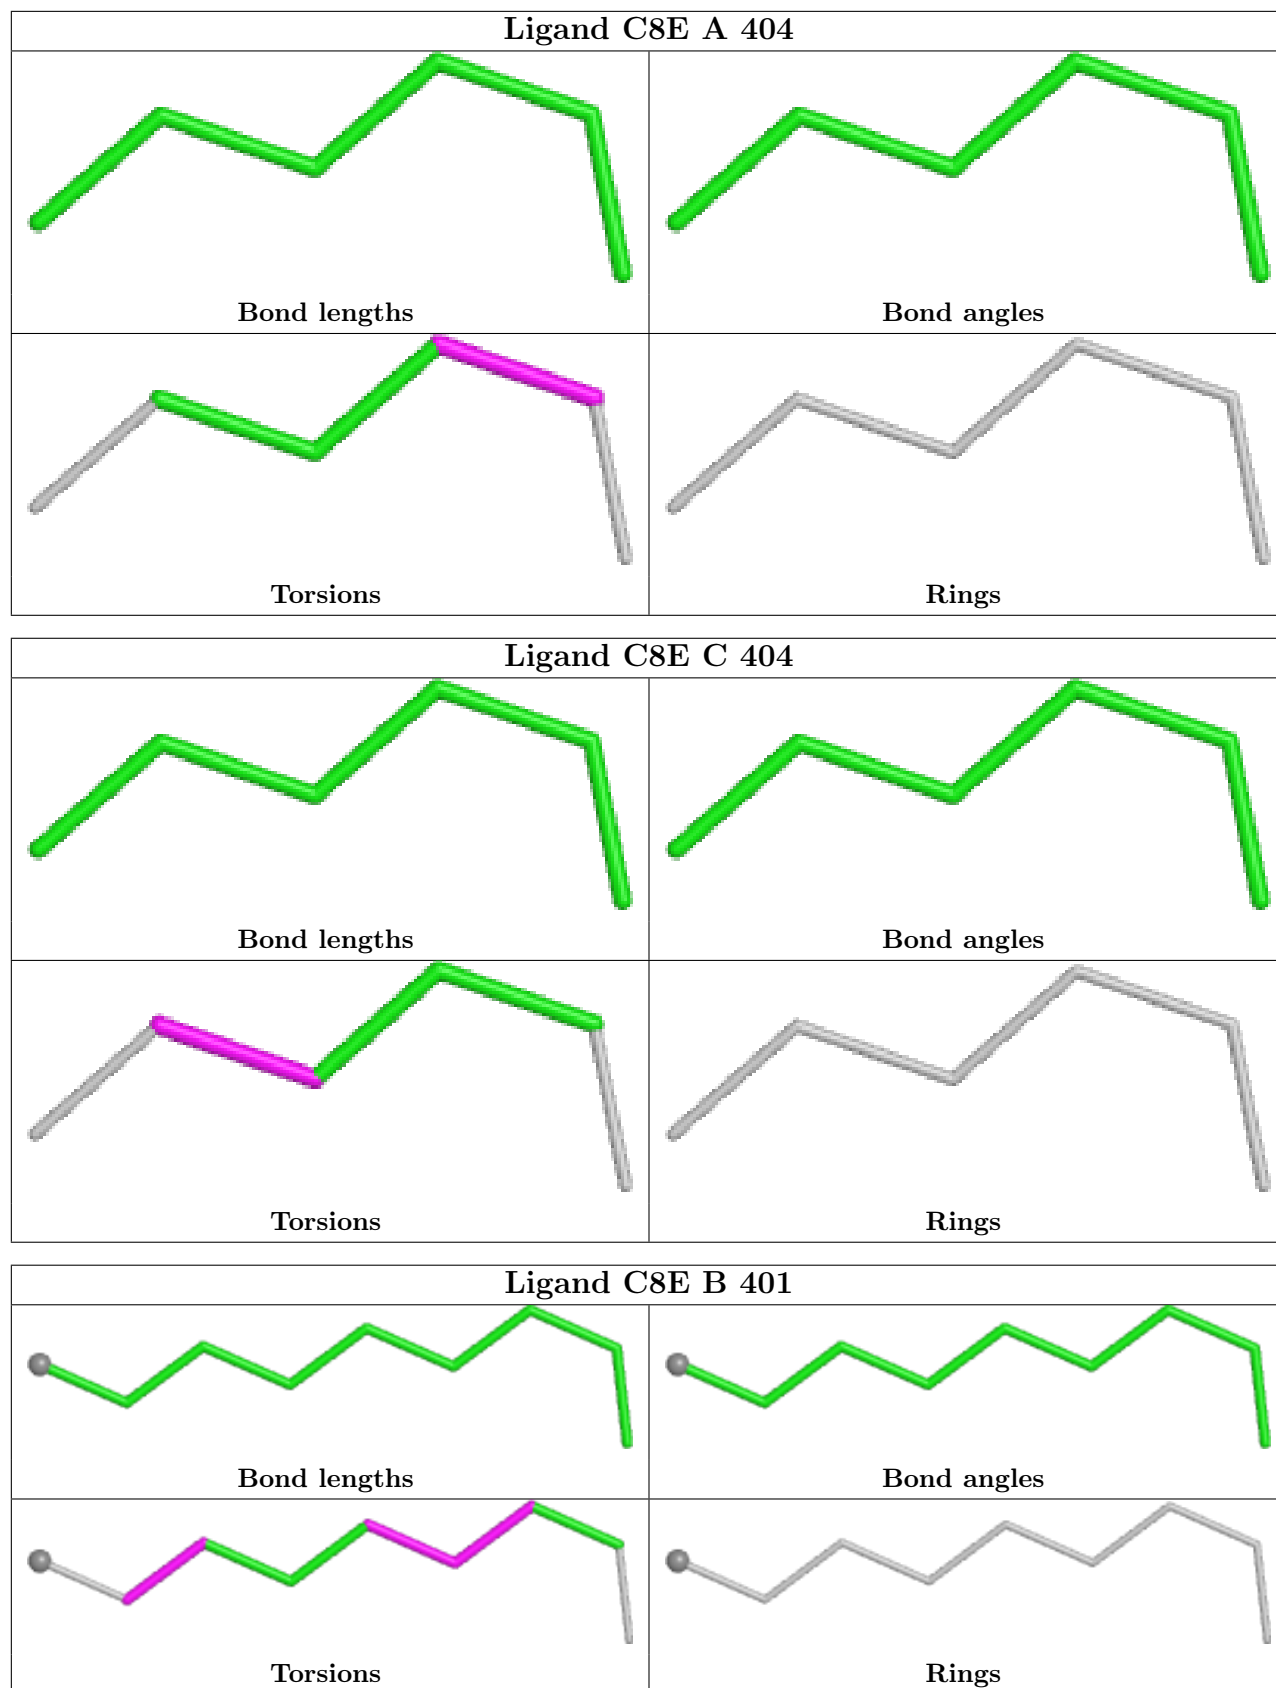 Ligand C8E A 404
Bond lengths
Bond angles
Torsions
Rings
Ligand C8E C 404
Bond lengths
Bond angles
Torsions
Rings
Ligand C8E B 401
Bond lengths
Bond angles
Torsions
Rings